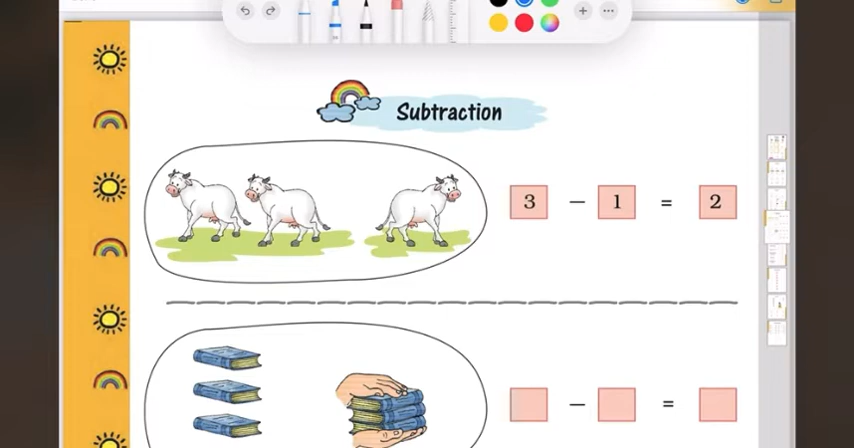 Subtraction
3 − 1 = 2
− =